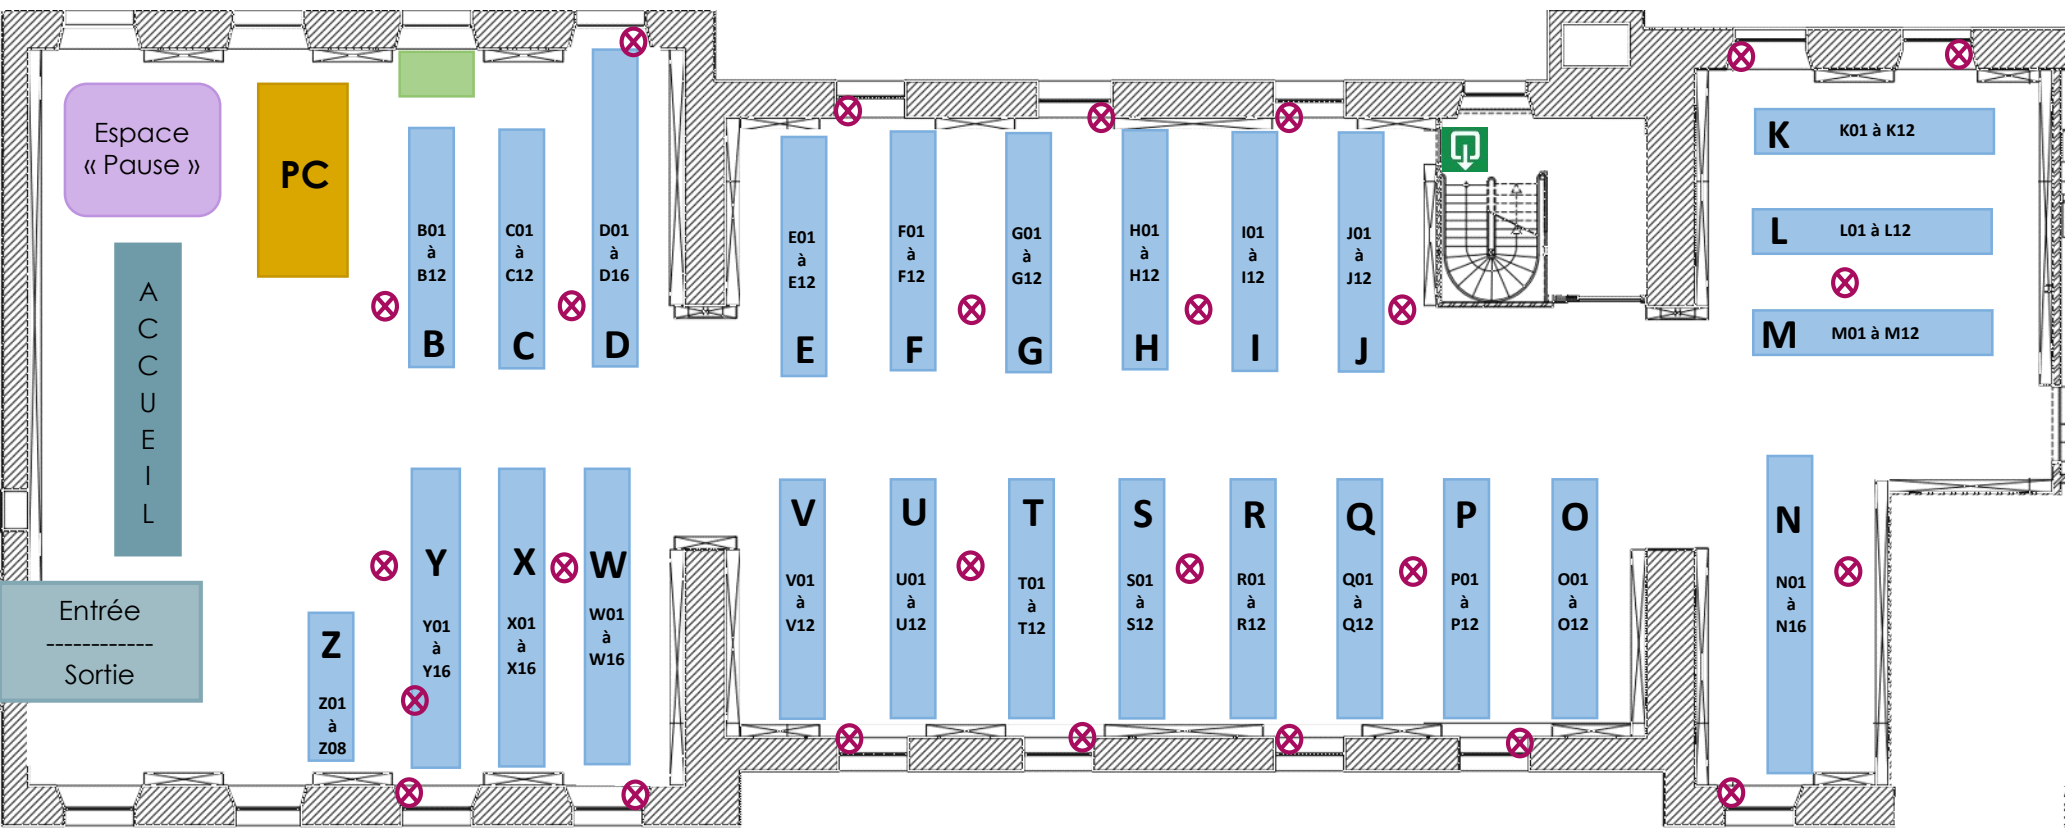 Espace
« Pause »
PC
A
C
C
U
E
I
L
Entrée
------------
Sortie
B01
à
B12
B
C01
à
C12
C
D01
à
D16
D
E01
à
E12
E
F01
à
F12
F
G01
à
G12
G
H01
à
H12
H
I01
à
I12
I
J01
à
J12
J
K K01 à K12
L L01 à L12
M M01 à M12
Z
Z01
à
Z08
Y
Y01
à
Y16
X
X01
à
X16
W
W01
à
W16
V
V01
à
V12
U
U01
à
U12
T
T01
à
T12
S
S01
à
S12
R
R01
à
R12
Q
Q01
à
Q12
P
P01
à
P12
O
O01
à
O12
N
N01
à
N16